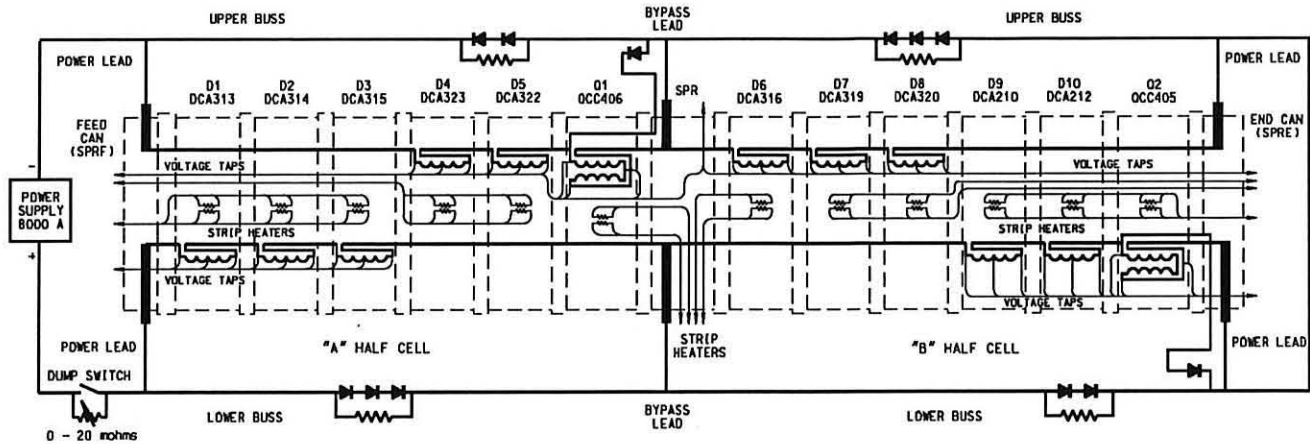 UPPER BUSS
BYPASS
LEAD
UPPER BUSS
POWER LEAD
POWER LEAD
D1
DCA313
D2
DCA314
D3
DCA315
D4
DCA323
D5
DCA322
Q1
QCC406
SPR
D6
DCA316
D7
DCA319
D8
DCA320
D9
DCA210
D10
DCA212
Q2
QCC405
FEED
CAN
(SPRF)
END CAN
(SPRE)
VOLTAGE TAPS
VOLTAGE TAPS
-
POWER
SUPPLY
8000 A
+
STRIP HEATERS
STRIP HEATERS
VOLTAGE TAPS
VOLTAGE TAPS
POWER LEAD
"A" HALF CELL
STRIP
HEATERS
"B" HALF CELL
POWER LEAD
DUMP SWITCH
LOWER BUSS
BYPASS
LEAD
LOWER BUSS
0 - 20 mohms